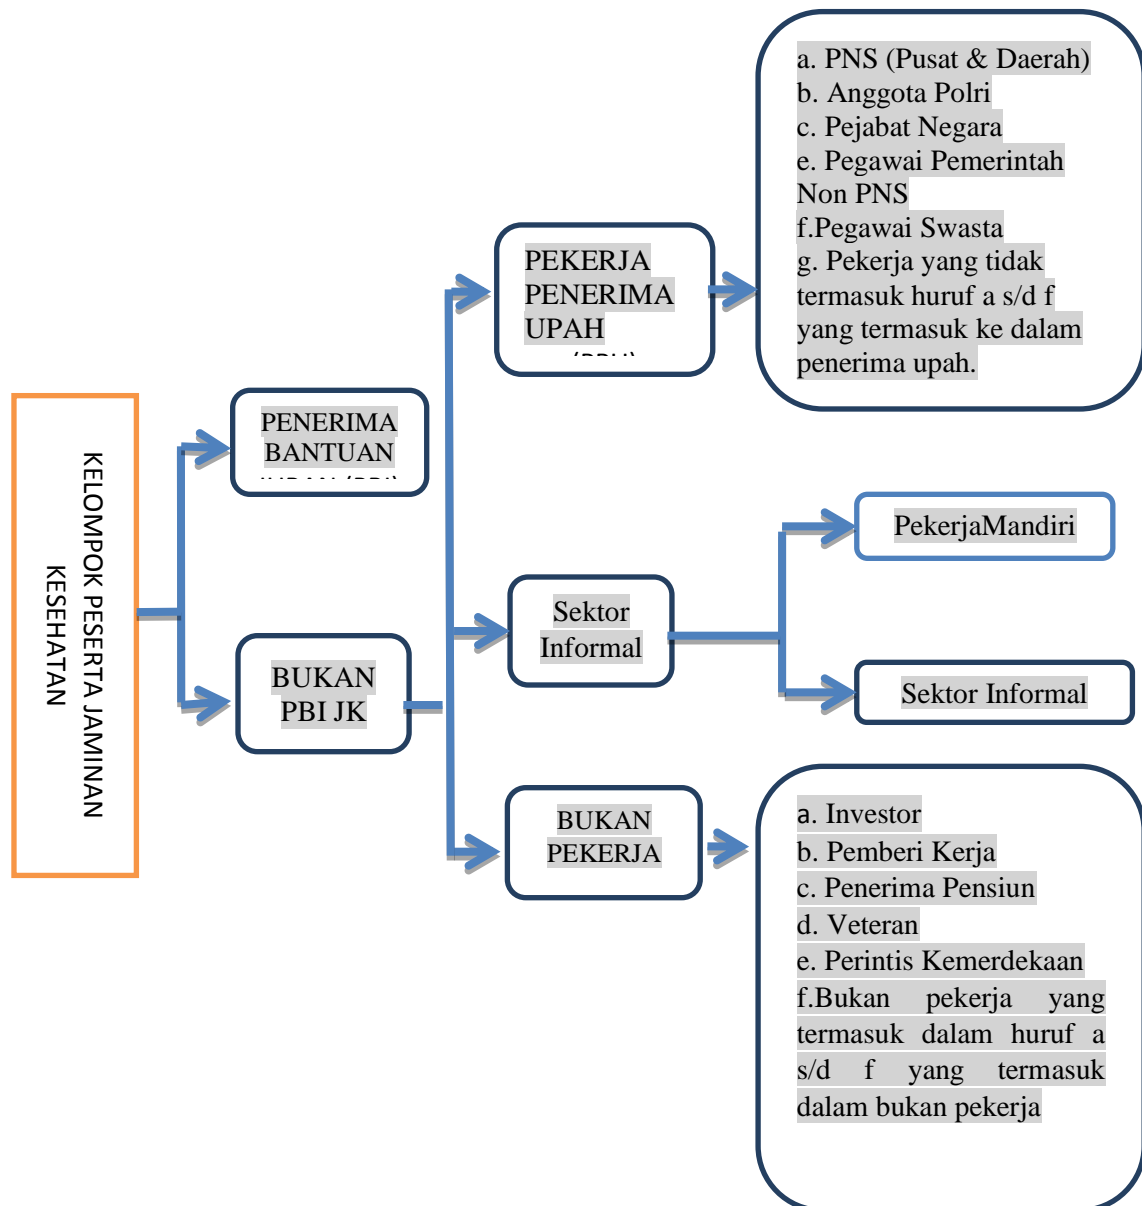 KELOMPOK PESERTA JAMINAN
KESEHATAN
PENERIMA
BANTUAN
BUKAN
PBI JK
PEKERJA
PENERIMA
UPAH
a. PNS (Pusat & Daerah)
b. Anggota Polri
c. Pejabat Negara
e. Pegawai Pemerintah
Non PNS
f.Pegawai Swasta
g. Pekerja yang tidak
termasuk huruf a s/d f
yang termasuk ke dalam
penerima upah.
Sektor
Informal
PekerjaMandiri
Sektor Informal
BUKAN
PEKERJA
a. Investor
b. Pemberi Kerja
c. Penerima Pensiun
d. Veteran
e. Perintis Kemerdekaan
f.Bukan pekerja yang
termasuk dalam huruf a
s/d f yang termasuk
dalam bukan pekerja